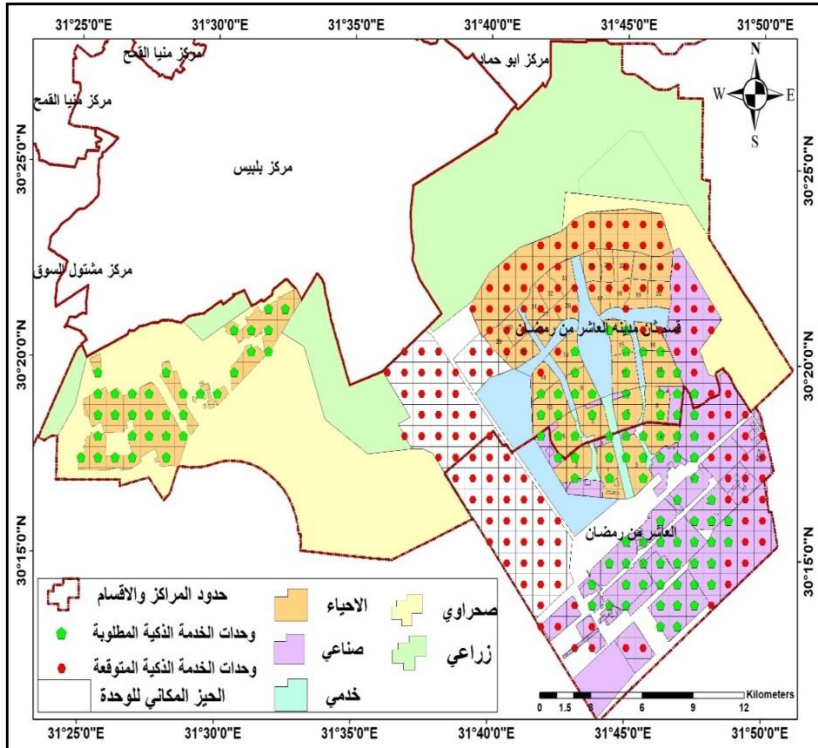 31°25'0"E
31°30'0"E
31°35'0"E
31°40'0"E
31°45'0"E
31°50'0"E
مركز منيا القمح
مركز ابو حماد
N
W
E
S
مركز منيا القمح
30°25'0"N
30°25'0"N
مركز بلبيس
مركز مشتول السوق
قسم ثان مدينه العاشر من رمضان
30°20'0"N
30°20'0"N
العاشر من رمضان
30°15'0"N
30°15'0"N
حدود المراكز والاقسام
الاحياء
صحراوي
وحدات الخدمة الذكية المطلوبة
صناعي
زراعي
وحدات الخدمة الذكية المتوقعة
خدمي
الحيز المكاني للوحدة
Kilometers
0 1.5 3 6 9 12
31°25'0"E
31°30'0"E
31°35'0"E
31°40'0"E
31°45'0"E
31°50'0"E